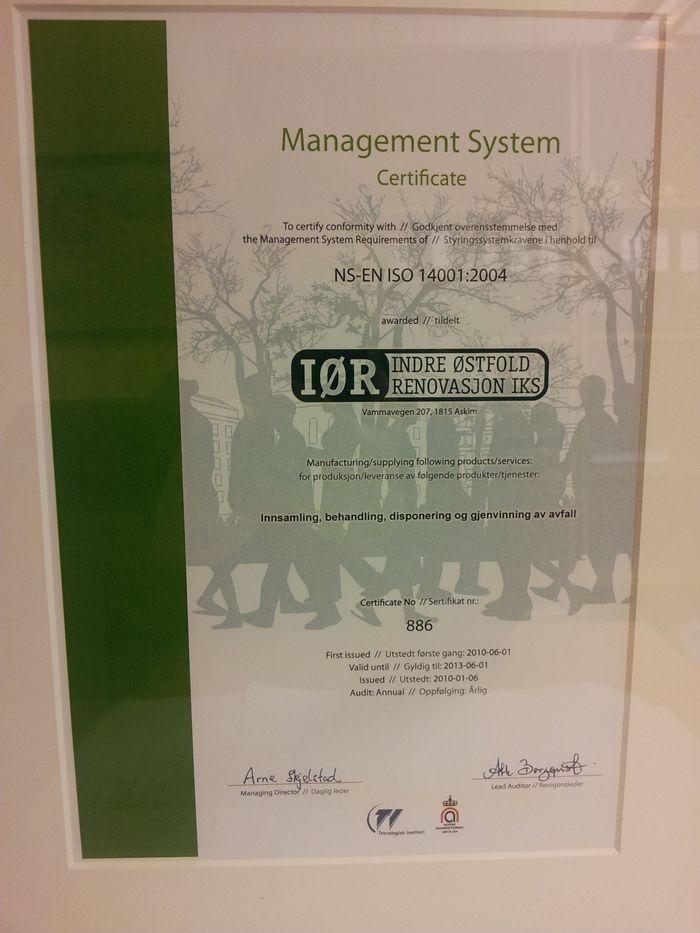 Management System
Certificate
To certify conformity with // Godkjent overensstemmelse med
the Management System Requirements of // Styringssystemkravene i henhold til
NS-EN ISO 14001:2004
awarded // tildelt
IØR INDRE ØSTFOLD
RENOVASJON IKS
Vammavegen 207, 1815 Askim
Manufacturing/supplying following products/services:
for produksjon/leveranse av følgende produkter/tjenester:
Innsamling, behandling, disponering og gjenvinning av avfall
Certificate No // Sertifikat nr.:
886
First issued // Utstedt første gang: 2010-06-01
Valid until // Gyldig til: 2013-06-01
Issued // Utstedt: 2010-01-06
Audit: Annual // Oppfølging: Årlig
Arne Skjelstad
Managing Director // Daglig leder
Lead Auditor // Revisjonsleder
Teknologisk Institutt
NORSK
AKKREDITERING